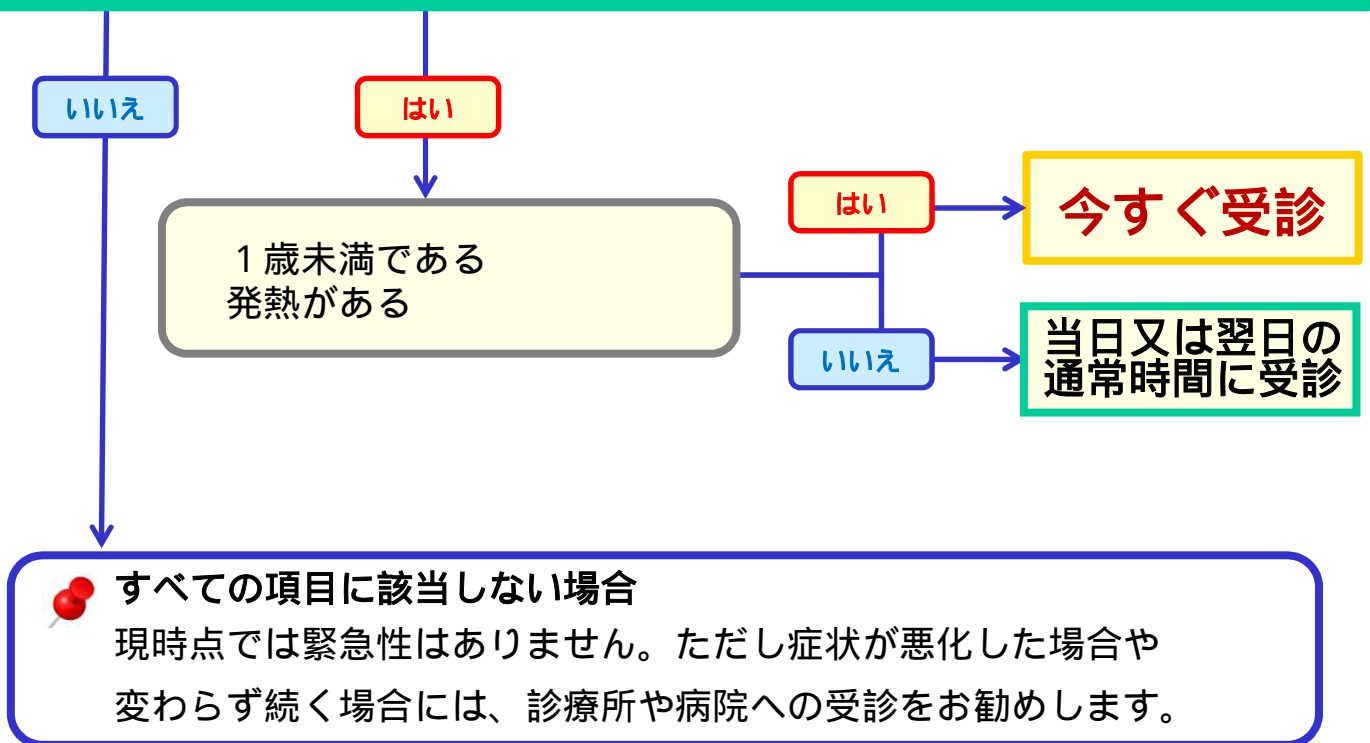 いいえ
はい
１歳未満である
発熱がある
はい
今すぐ受診
いいえ
当日又は翌日の
通常時間に受診
すべての項目に該当しない場合
現時点では緊急性はありません。ただし症状が悪化した場合や
変わらず続く場合には、診療所や病院への受診をお勧めします。